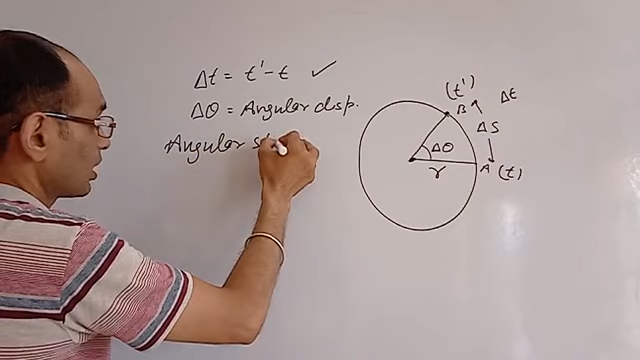 Δt = t' - t ✓
Δθ = Angular disp.
Angular
(t')
B
Δt
ΔS
Δθ
r
A (t)